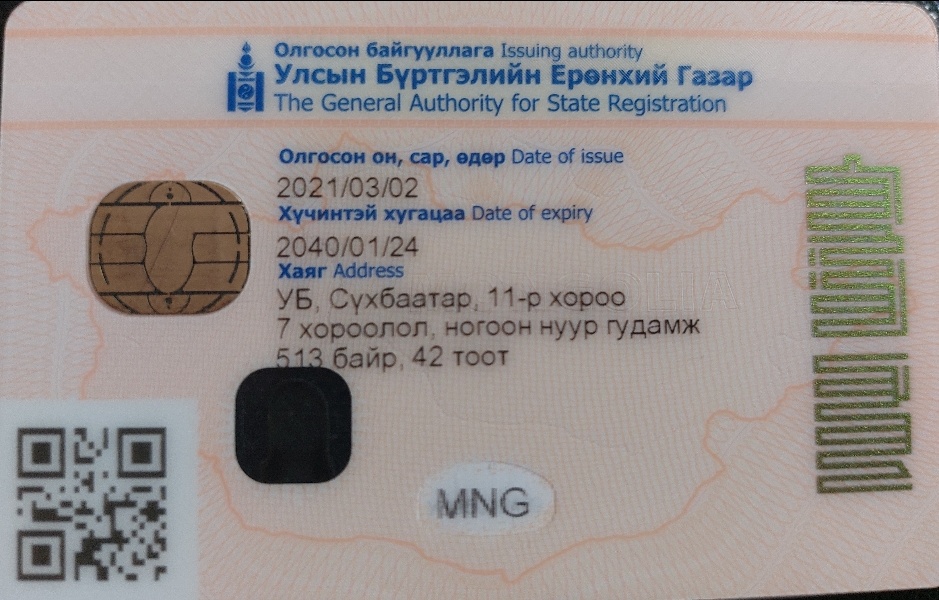 Олгосон байгууллага Issuing authority
Улсын Бүртгэлийн Ерөнхий Газар
The General Authority for State Registration
Олгосон он, сар, өдөр Date of issue
2021/03/02
Хүчинтэй хугацаа Date of expiry
2040/01/24
Хаяг Address
УБ, Сүхбаатар, 11-р хороо
7 хороолол, ногоон нуур гудамж
513 байр, 42 тоот
MNG